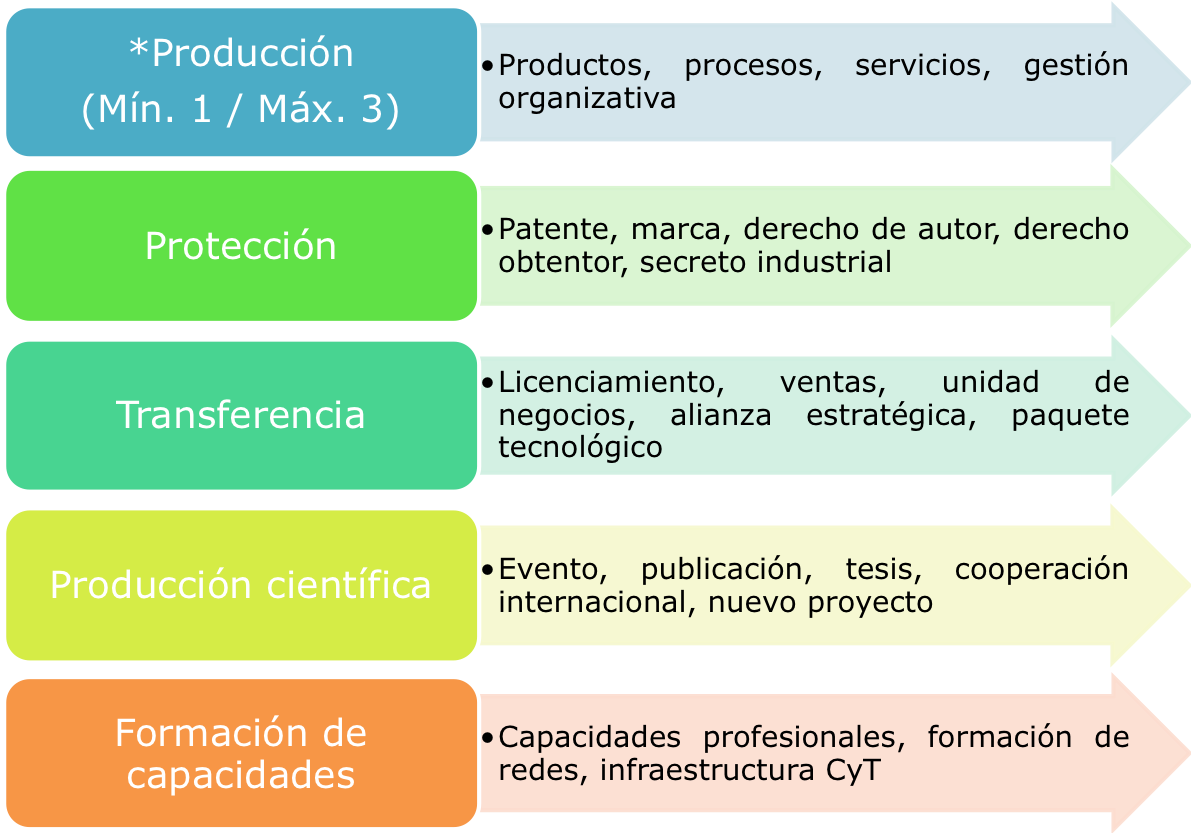 *Producción
(Mín. 1 / Máx. 3)
•Productos, procesos, servicios, gestión
organizativa
Protección
•Patente, marca, derecho de autor, derecho
obtentor, secreto industrial
Transferencia
•Licenciamiento, ventas, unidad de
negocios, alianza estratégica, paquete
tecnológico
Producción científica
•Evento, publicación, tesis, cooperación
internacional, nuevo proyecto
Formación de
capacidades
•Capacidades profesionales, formación de
redes, infraestructura CyT